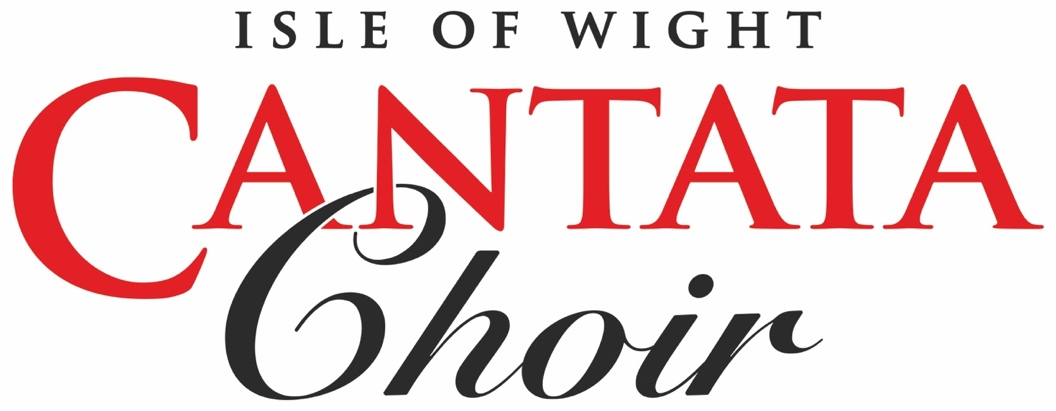 ISLE OF WIGHT
CANTATA
Choir